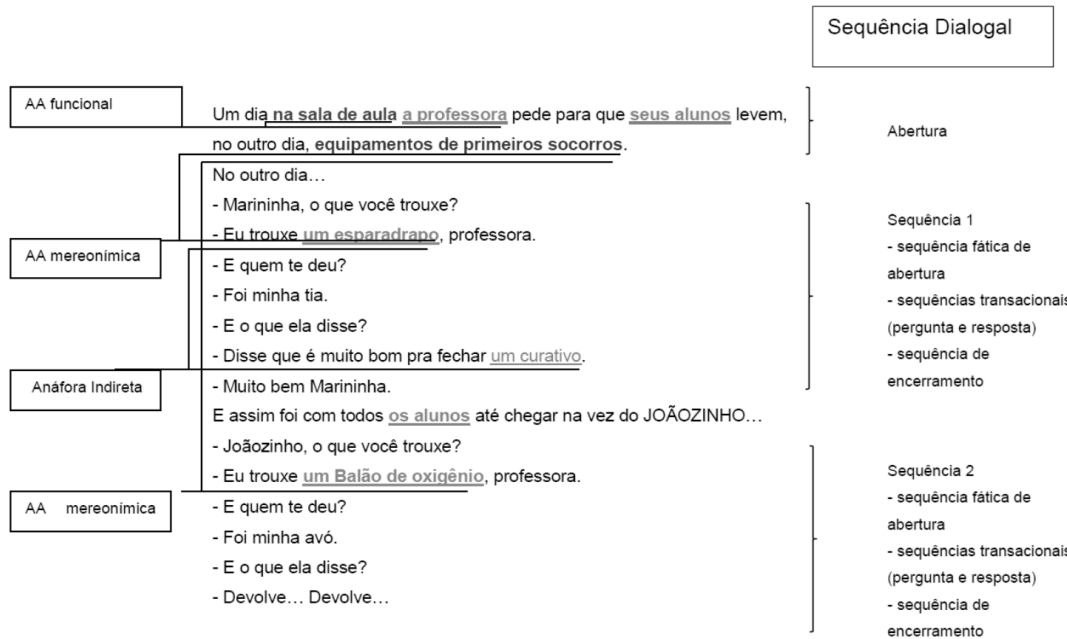 Sequência Dialogal
AA funcional
Um dia na sala de aula a professora pede para que seus alunos levem,
no outro dia, equipamentos de primeiros socorros.
Abertura
No outro dia…
- Marininha, o que você trouxe?
- Eu trouxe um esparadrapo, professora.
- E quem te deu?
- Foi minha tia.
- E o que ela disse?
- Disse que é muito bom pra fechar um curativo.
- Muito bem Marininha.
AA mereonímica
Anáfora Indireta
Sequência 1
- sequência fática de
abertura
- sequências transacionais
(pergunta e resposta)
- sequência de
encerramento
E assim foi com todos os alunos até chegar na vez do JOÃOZINHO…
- Joãozinho, o que você trouxe?
- Eu trouxe um Balão de oxigênio, professora.
- E quem te deu?
- Foi minha avó.
- E o que ela disse?
- Devolve… Devolve…
AA mereonímica
Sequência 2
- sequência fática de
abertura
- sequências transacionais
(pergunta e resposta)
- sequência de
encerramento